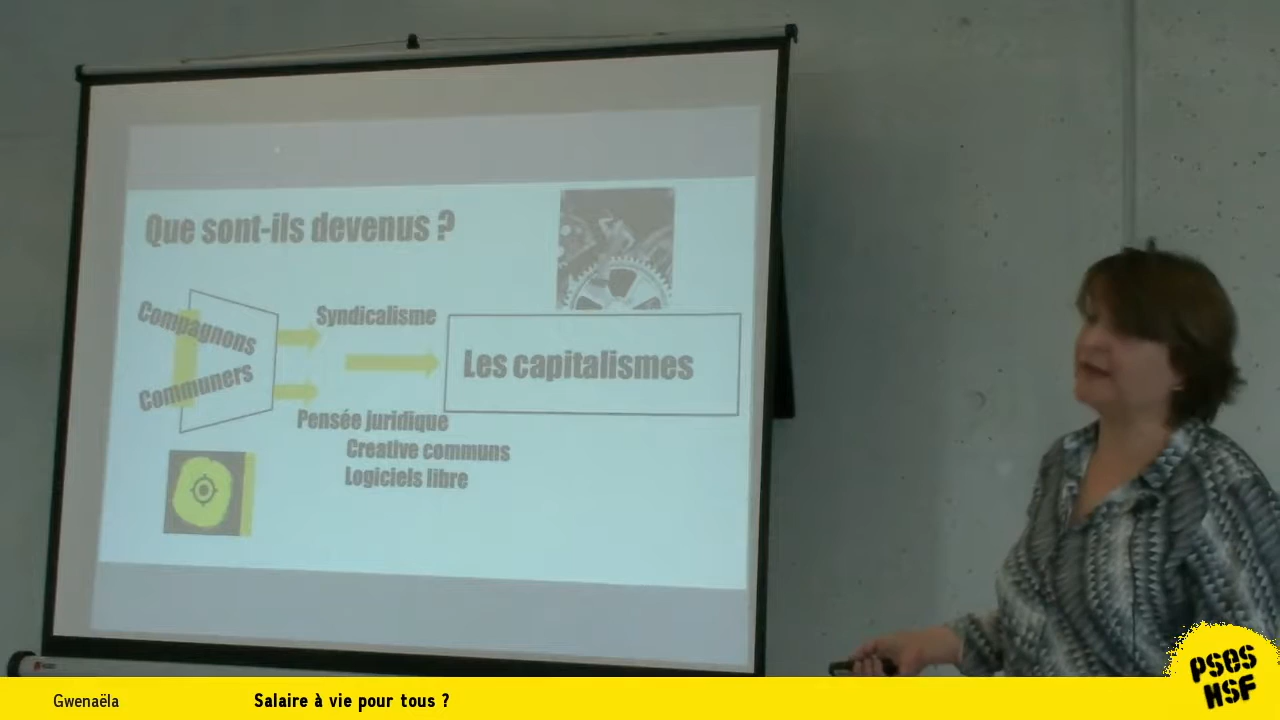 Que sont-ils devenus ?
Compagnons
Communers
Syndicalisme
Les capitalismes
Pensée juridique
Creative communs
Logiciels libre
Gwenaëla
Salaire à vie pour tous ?
PSES
HSF